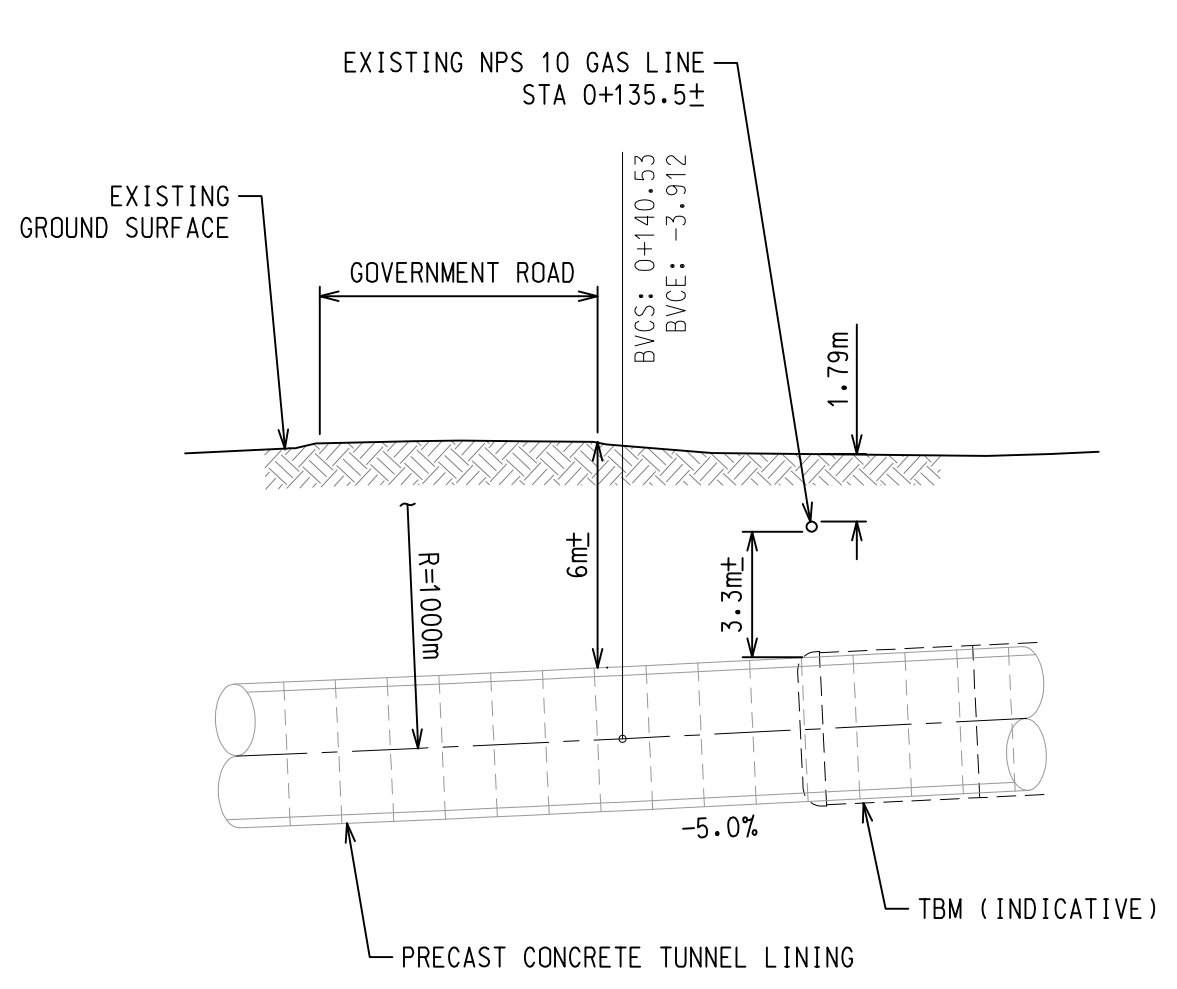 EXISTING NPS 10 GAS LINE
STA 0+135.5±
EXISTING
GROUND SURFACE
GOVERNMENT ROAD
BVCS: 0+140.53
BVCE: -3.912
1.79m
R=1000m
6m±
3.3m±
-5.0%
TBM (INDICATIVE)
PRECAST CONCRETE TUNNEL LINING